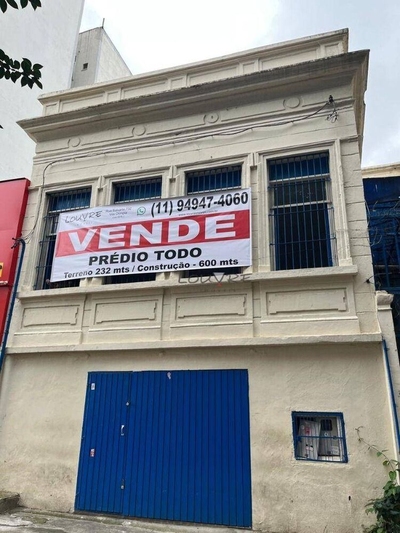 LOUVRE (11) 94947-4060
VENDE
PRÉDIO TODO
Terreno 232 mts / Construção - 600 mts
LOUVRE